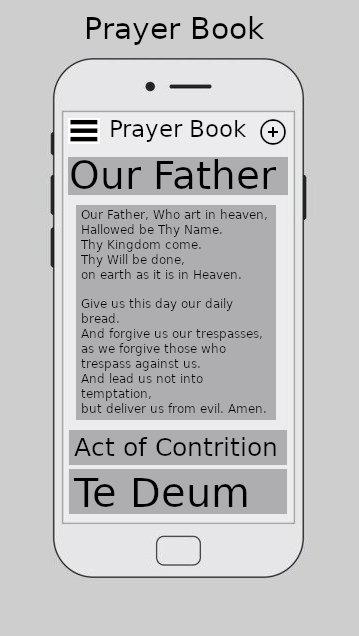 Prayer Book
Prayer Book
Our Father
Our Father, Who art in heaven,
Hallowed be Thy Name.
Thy Kingdom come.
Thy Will be done,
on earth as it is in Heaven.
Give us this day our daily
bread.
And forgive us our trespasses,
as we forgive those who
trespass against us.
And lead us not into
temptation,
but deliver us from evil. Amen.
Act of Contrition
Te Deum